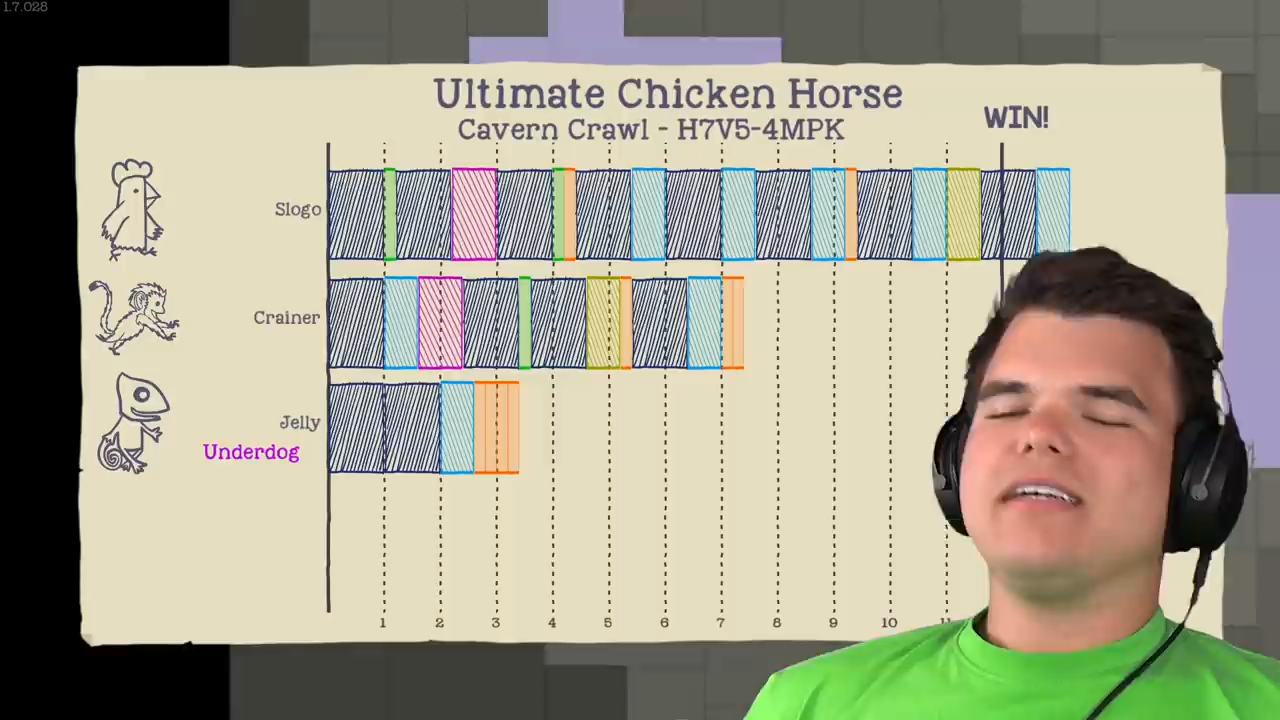 1.7.028
Ultimate Chicken Horse
Cavern Crawl - H7V5-4MPK
WIN!
Slogo
Crainer
Jelly
Underdog
1 2 3 4 5 6 7 8 9 10